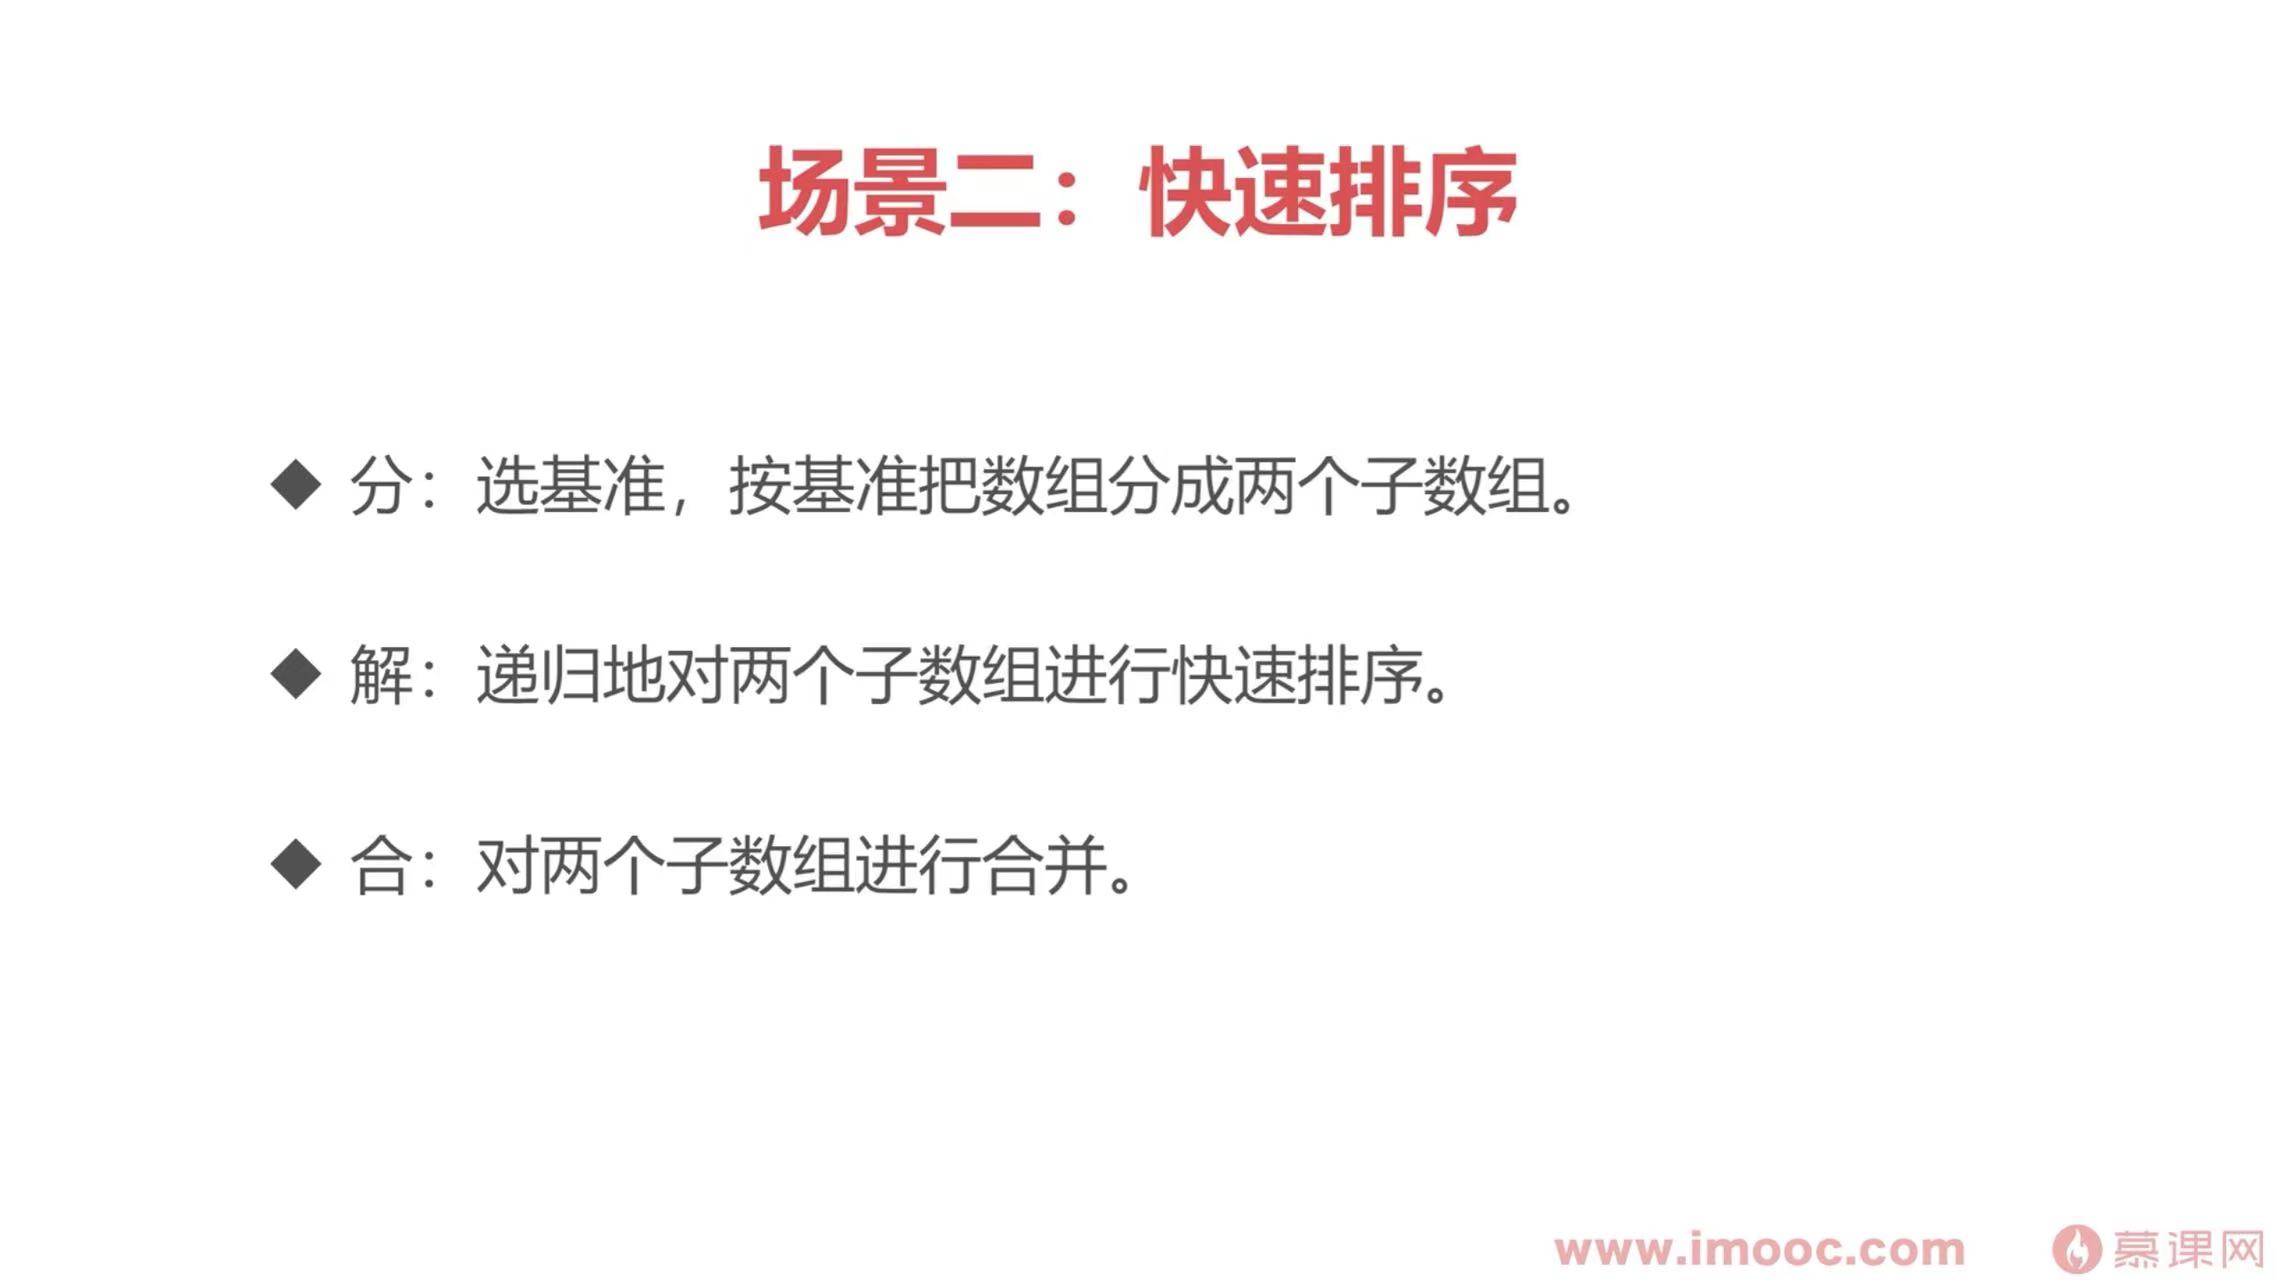 场景二：快速排序
◆ 分：选基准，按基准把数组分成两个子数组。
◆ 解：递归地对两个子数组进行快速排序。
◆ 合：对两个子数组进行合并。
www.imooc.com 慕课网